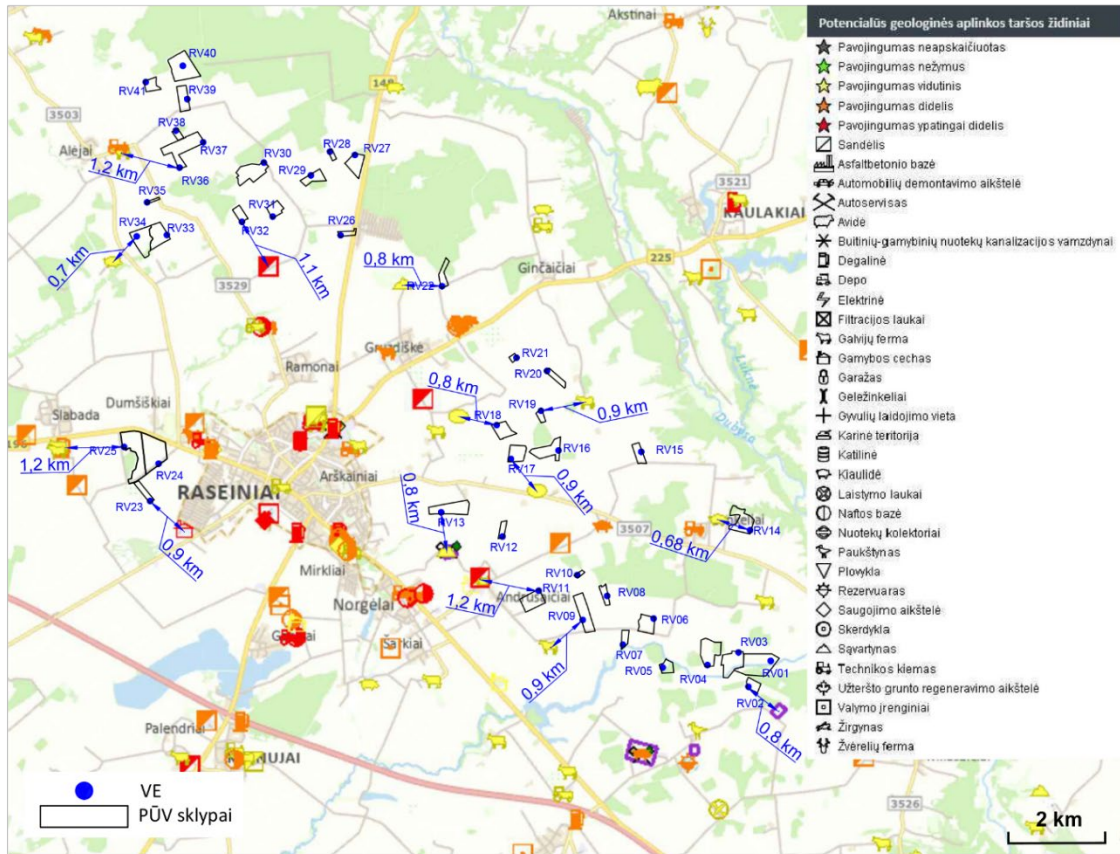 Akstinai
RV40
RV41
RV39
148
3503
RV38
Alėjai
RV37
1,2 km
RV36
RV30
RV28
RV27
RV29
RV35
RV34
RV33
RV31
RV32
RV26
3521
KAULAKIAI
0,7 km
1,1 km
0,8 km
3529
RV22
Ginčaičiai
225
Gruzdiškė
Ramonai
RV21
RV20
Luknė
Dubysa
0,8 km
RV19
0,9 km
RV18
Dumšiškiai
Slabada
196
RV25
1,2 km
RV24
RV16
RV15
RV17
Arškainiai
RASEINIAI
RV23
0,9 km
0,8 km
RV13
0,9 km
3507
RV12
RV14
0,68 km
Mirkliai
RV10
RV11
1,2 km
Andrušaičiai
Norgėlai
RV08
RV09
RV06
Šarkiai
RV07
RV03
RV05
RV04
RV01
0,9 km
RV02
0,8 km
Palendriai
3526
VE
PŪV sklypai
2 km
Potencialūs geologinės aplinkos taršos židiniai
Pavojingumas neapskaičiuotas
Pavojingumas nežymus
Pavojingumas vidutinis
Pavojingumas didelis
Pavojingumas ypatingai didelis
Sandėlis
Asfaltbetonio bazė
Automobilių demontavimo aikštelė
Autoservisas
Avidė
Buitinių-gamybinių nuotekų kanalizacijos vamzdynai
Degalinė
Depo
Elektrinė
Filtracijos laukai
Galvijų ferma
Gamybos cechas
Garažas
Geležinkeliai
Gyvulių laidojimo vieta
Karinė teritorija
Katilinė
Kiaulidė
Laistymo laukai
Naftos bazė
Nuotekų kolektoriai
Paukštynas
Plovykla
Rezervuaras
Saugojimo aikštelė
Skerdykla
Sąvartynas
Technikos kiemas
Užteršto grunto regeneravimo aikštelė
Valymo įrenginiai
Žirgynas
Žvėrelių ferma